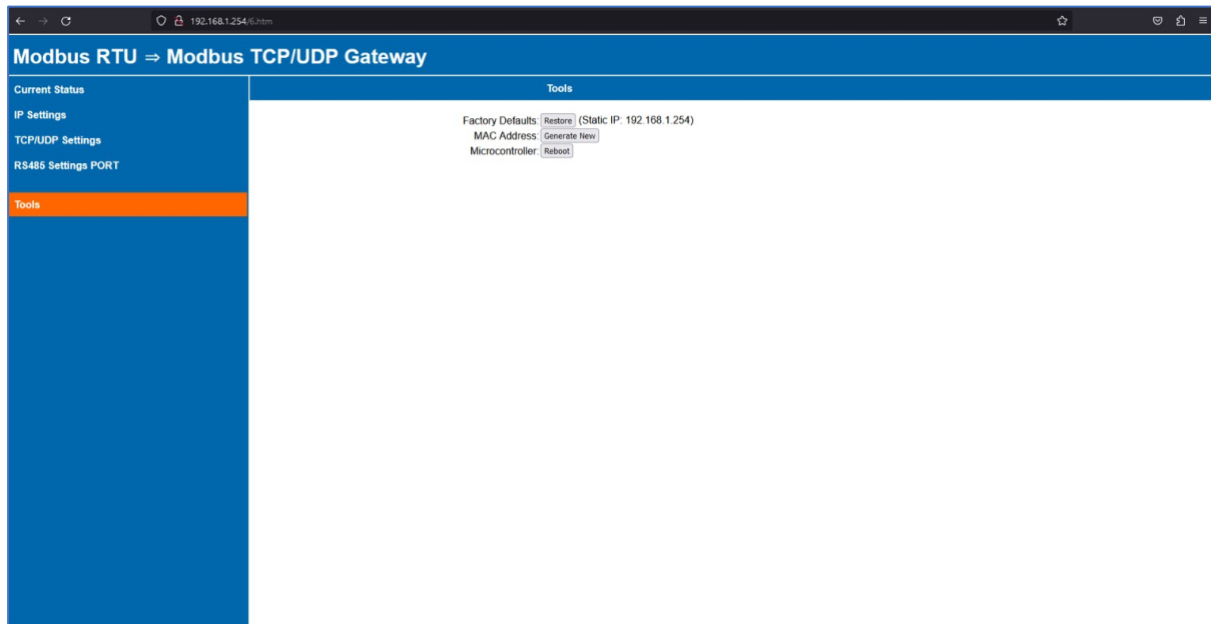 192.168.1.254/6.htm
Modbus RTU ⇒ Modbus TCP/UDP Gateway
Current Status
IP Settings
TCP/UDP Settings
RS485 Settings PORT
Tools
Tools
Factory Defaults: Restore (Static IP: 192.168.1.254)
MAC Address: Generate New
Microcontroller: Reboot